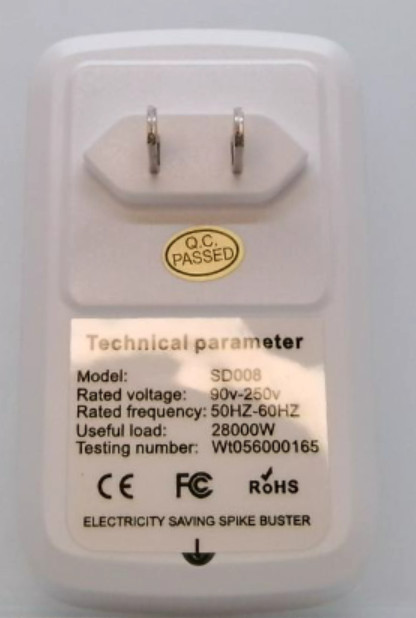 Q.C.
PASSED
Technical parameter
Model: SD008
Rated voltage: 90v-250v
Rated frequency: 50HZ-60HZ
Useful load: 28000W
Testing number: Wt056000165
CE FC RoHS
ELECTRICITY SAVING SPIKE BUSTER